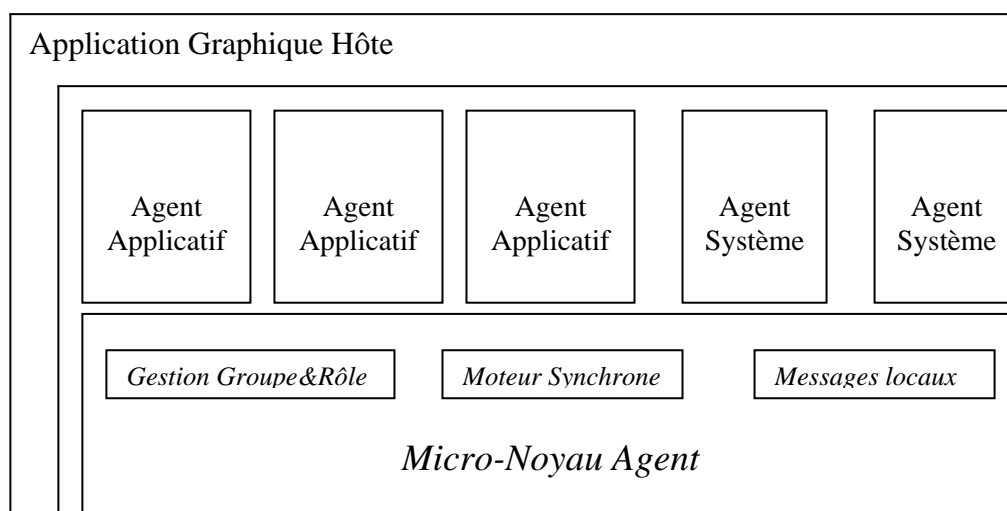 Application Graphique Hôte
Agent
Applicatif
Agent
Applicatif
Agent
Applicatif
Agent
Système
Agent
Système
Gestion Groupe&Rôle
Moteur Synchrone
Messages locaux
Micro-Noyau Agent